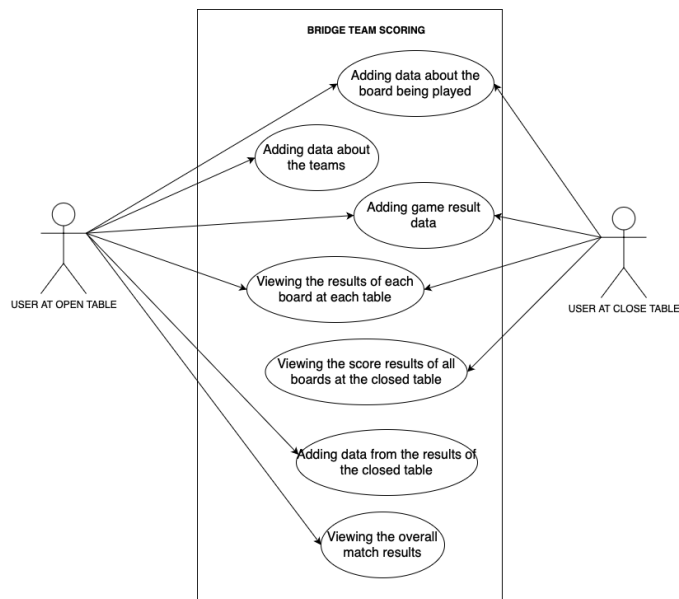 BRIDGE TEAM SCORING
Adding data about the
board being played
Adding data about
the teams
Adding game result
data
Viewing the results of each
board at each table
USER AT OPEN TABLE
USER AT CLOSE TABLE
Viewing the score results of all
boards at the closed table
Adding data from the results of
the closed table
Viewing the overall
match results